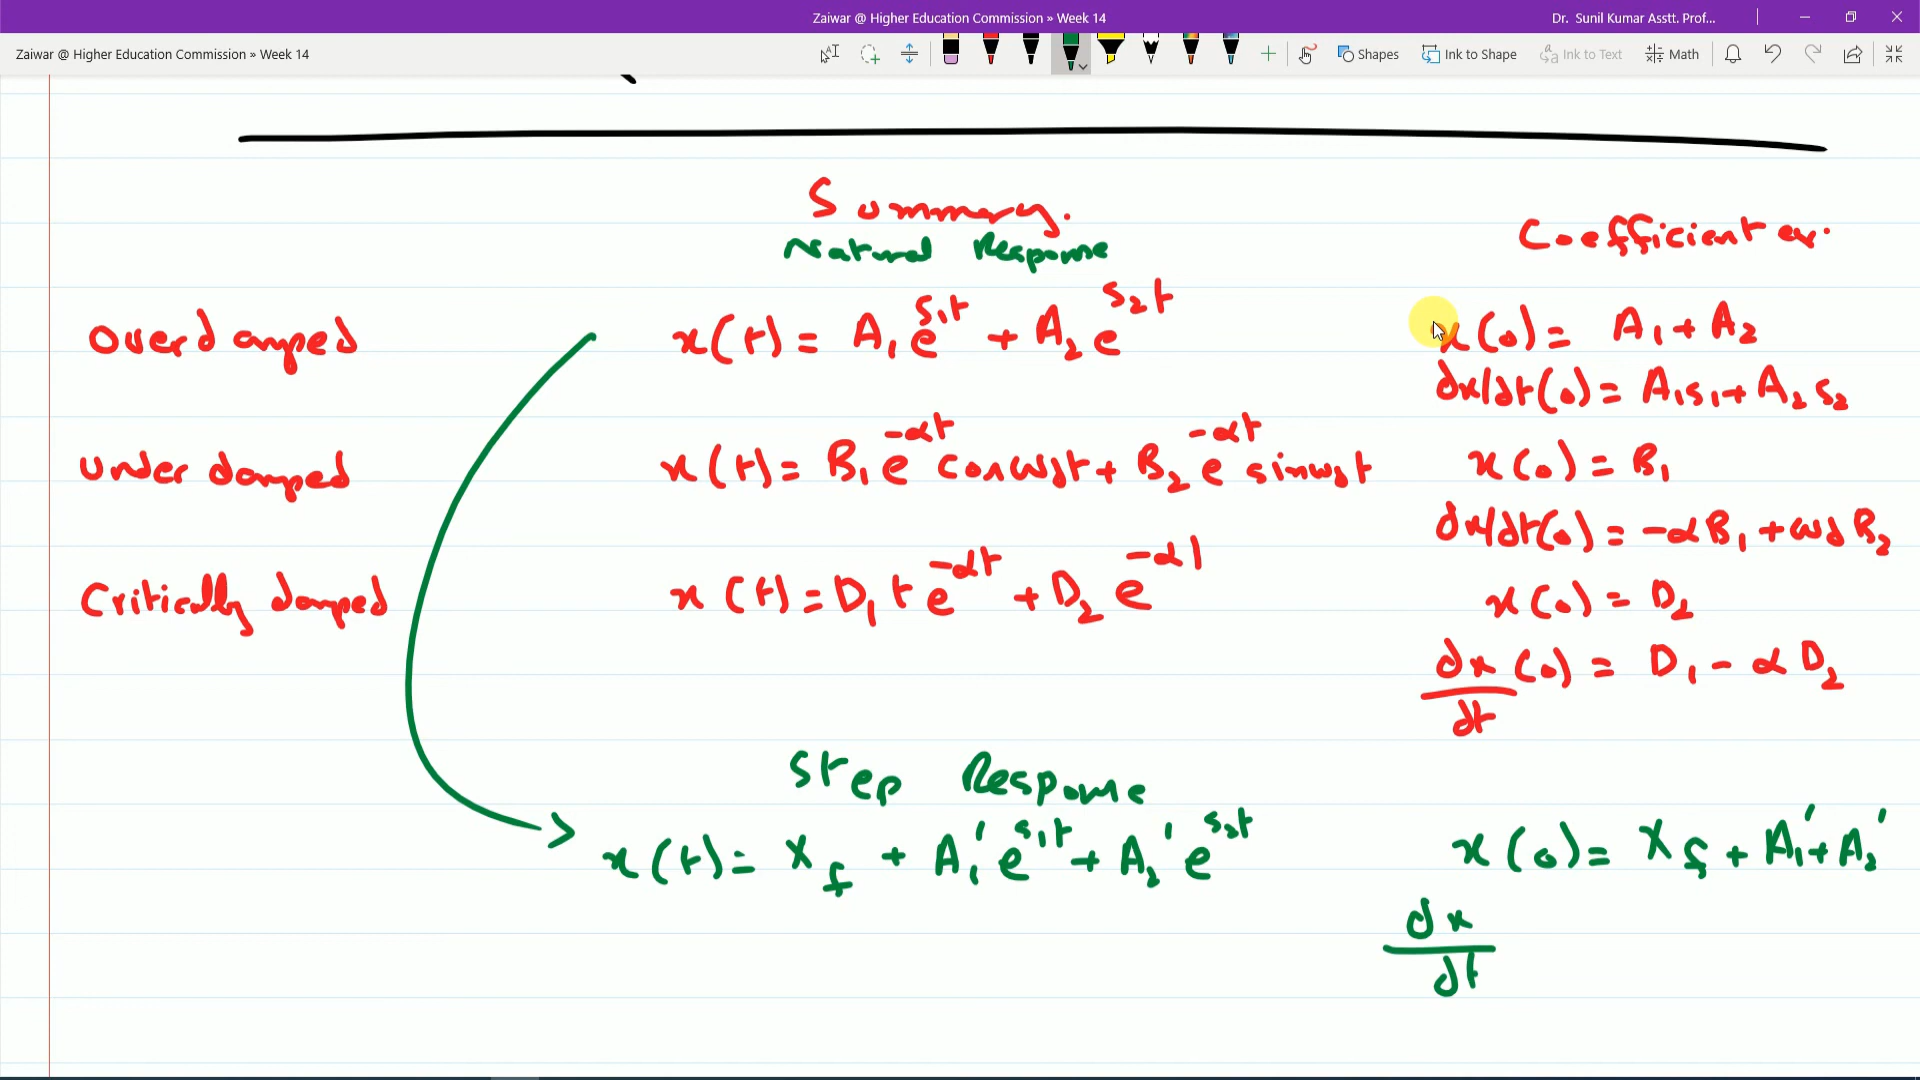 Zaiwar @ Higher Education Commission » Week 14
Dr. Sunil Kumar Asstt. Prof...
Zaiwar @ Higher Education Commission » Week 14
Shapes Ink to Shape Ink to Text Math
Summary.
Natural Response
Coefficient eq.
Overdamped x(t) = A₁e^s₁t + A₂e^s₂t x(0) = A₁ + A₂
dx/dt(0) = A₁s₁ + A₂s₂
Under damped x(t) = B₁e^-αt cosωdt + B₂e^-αt sinωdt x(0) = B₁
dx/dt(0) = -αB₁ + ωdB₂
Critically damped x(t) = D₁te^-αt + D₂e^-αt x(0) = D₂
dx/dt (0) = D₁ - αD₂
Step Response
x(t) = Xf + A₁'e^s₁t + A₂'e^s₂t x(0) = Xf + A₁' + A₂'
dx
dt